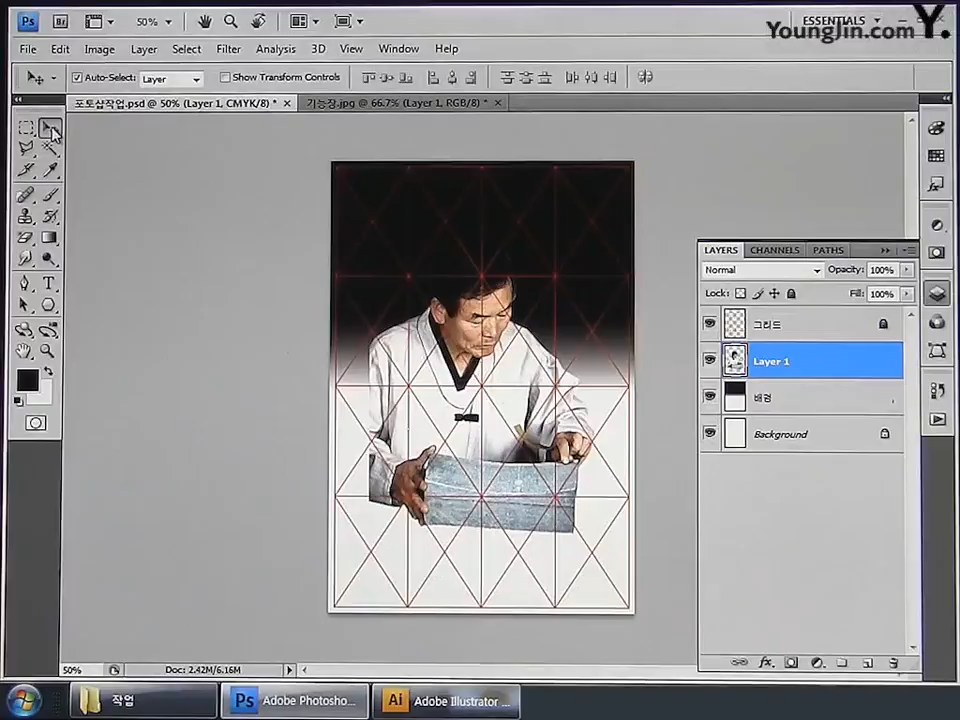 Ps Br 50% ESSENTIALS
YoungJin.com Y.
File Edit Image Layer Select Filter Analysis 3D View Window Help
Auto-Select: Layer Show Transform Controls
포토샵작업.psd @ 50% (Layer 1, CMYK/8) * × 기능장.jpg @ 66.7% (Layer 1, RGB/8) * ×
LAYERS CHANNELS PATHS
Normal Opacity: 100%
Lock: Fill: 100%
그리드
Layer 1
배경
Background
T
50% Doc: 2.42M/6.16M
작업 Ps Adobe Photosho... Ai Adobe Illustrator ...